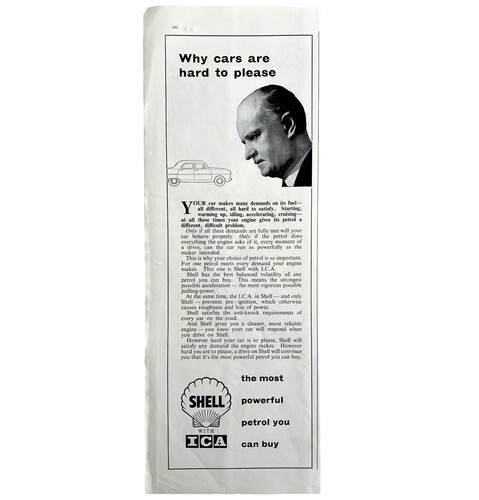 Why cars are
hard to please
YOUR car makes many demands on its fuel—
all different, all hard to satisfy. Starting,
warming up, idling, accelerating, cruising—
at all these times your engine gives its petrol a
different, difficult problem.
Only if all these demands are fully met will your
car behave properly. Only if the petrol does
everything the engine asks of it, every moment of
a drive, can the car run as powerfully as the
maker intended.
This is why your choice of petrol is so important.
For one petrol meets every demand your engine
makes. This one is Shell with I.C.A.
Shell has the best balanced volatility of any
petrol you can buy. This means the strongest
possible acceleration — the most vigorous possible
pulling-power.
At the same time, the I.C.A. in Shell — and only
Shell — prevents pre-ignition, which otherwise
causes roughness and loss of power.
Shell satisfies the anti-knock requirements of
every car on the road.
And Shell gives you a cleaner, more reliable
engine — you know your car will respond when
you drive on Shell.
However hard your car is to please, Shell will
satisfy any demand the engine makes. However
hard you are to please, a drive on Shell will convince
you that it's the most powerful petrol you can buy.
SHELL
WITH
ICA
the most
powerful
petrol you
can buy